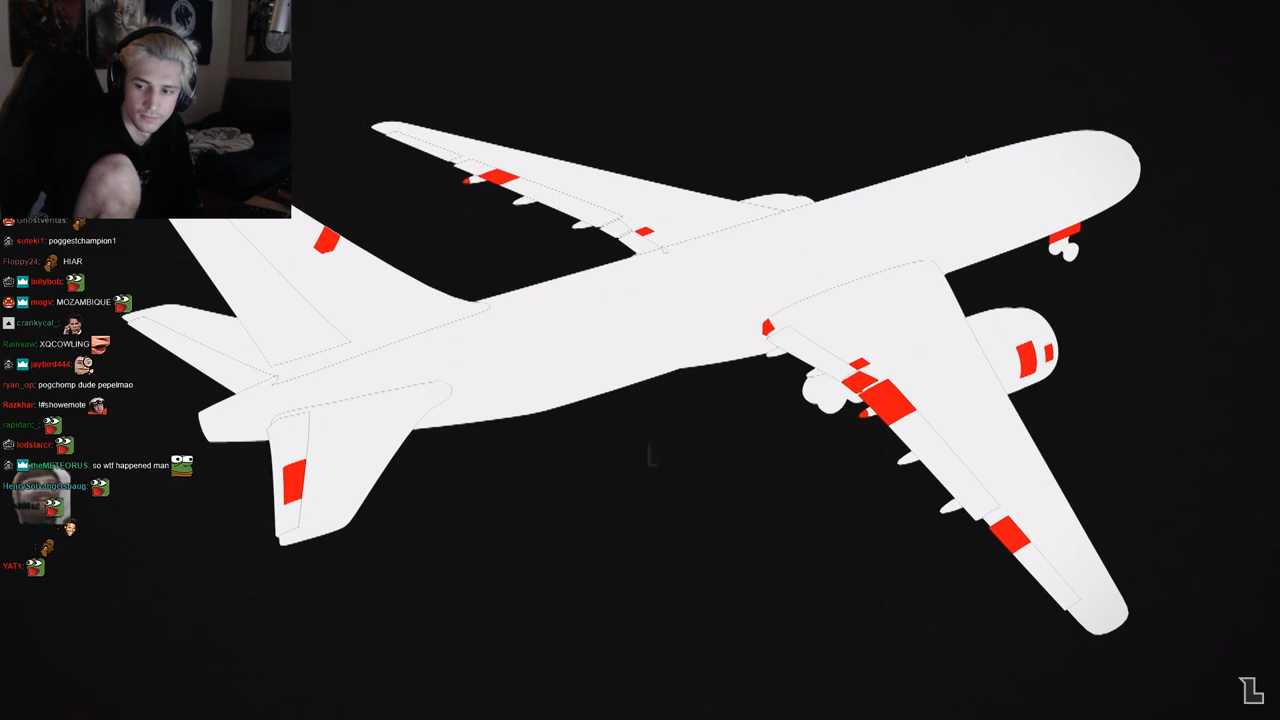 Ghostveritas:
sutekii: poggestchampion1
Floppy24: HIAR
billybob:
mogv: MOZAMBIQUE
crankycal_:
Rainsaw: XQCOWLING
jaybird444:
ryan_op: pogchomp dude pepelmao
Razkhar: !#showemote
rapidarc_:
lodstarcr:
theMETEORUS: so wtf happened man
YAT1:
L